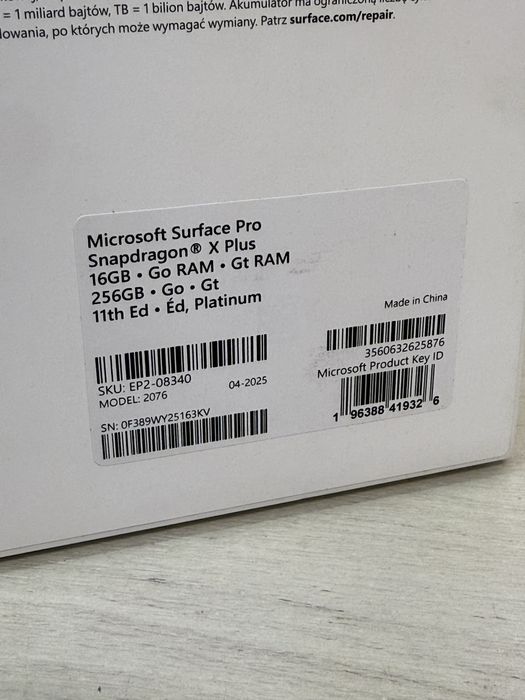 = 1 miliard bajtów, TB = 1 bilion bajtów. Akumulator ma ograniczoną liczbę
po których może wymagać wymiany. Patrz surface.com/repair.
Microsoft Surface Pro
Snapdragon® X Plus
16GB • Go RAM • Gt RAM
256GB • Go • Gt
11th Ed • Éd, Platinum
Made in China
SKU: EP2-08340
MODEL: 2076
04-2025
SN: 0F389WY25163KV
3560632625876
Microsoft Product Key ID
1 96388 41932 6